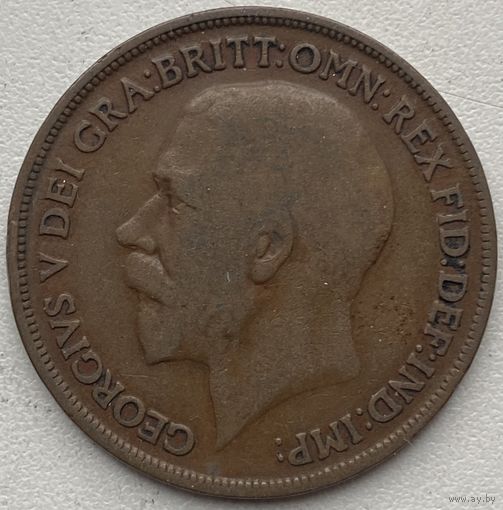 GEORGIVS V DEI GRA:BRITT:OMN:REX FID:DEF:IND:IMP:
www.ay.by